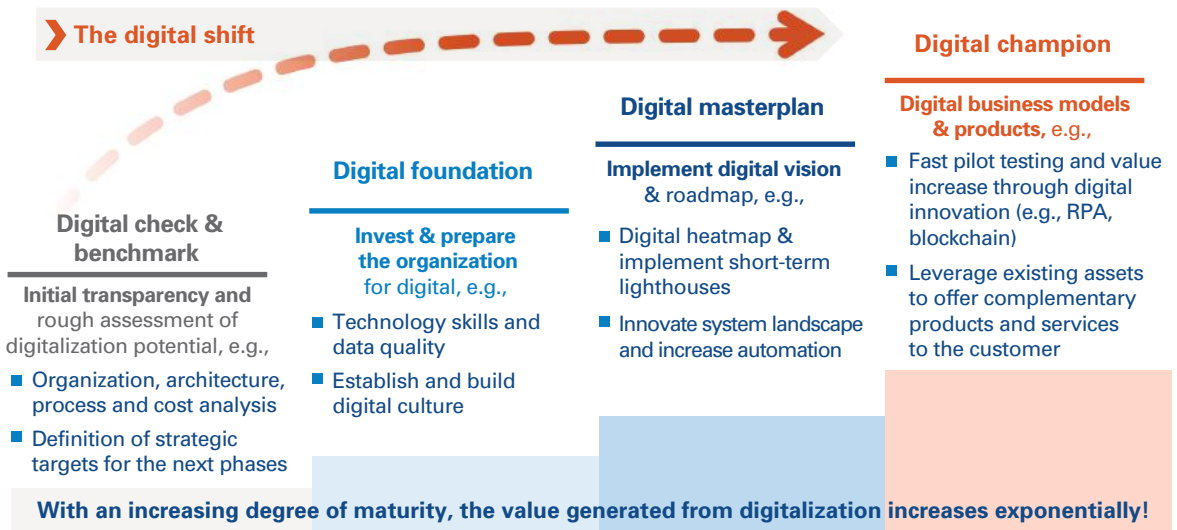 The digital shift
Digital check &
benchmark
Initial transparency and
rough assessment of
digitalization potential, e.g.,
Organization, architecture,
process and cost analysis
Definition of strategic
targets for the next phases
Digital foundation
Invest & prepare
the organization
for digital, e.g.,
Technology skills and
data quality
Establish and build
digital culture
Digital masterplan
Implement digital vision
& roadmap, e.g.,
Digital heatmap &
implement short-term
lighthouses
Innovate system landscape
and increase automation
Digital champion
Digital business models
& products, e.g.,
Fast pilot testing and value
increase through digital
innovation (e.g., RPA,
blockchain)
Leverage existing assets
to offer complementary
products and services
to the customer
With an increasing degree of maturity, the value generated from digitalization increases exponentially!